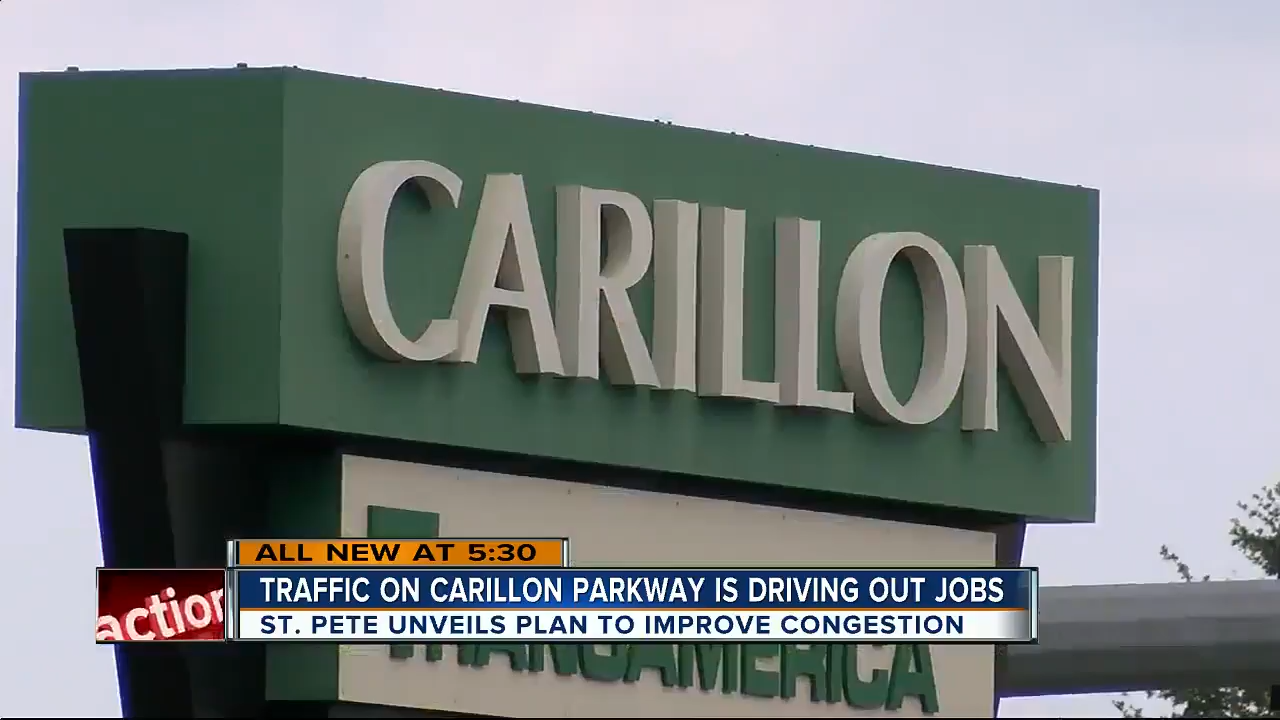 CARILLON
ALL NEW AT 5:30
TRAFFIC ON CARILLON PARKWAY IS DRIVING OUT JOBS
action
ST. PETE UNVEILS PLAN TO IMPROVE CONGESTION
TRANSAMERICA